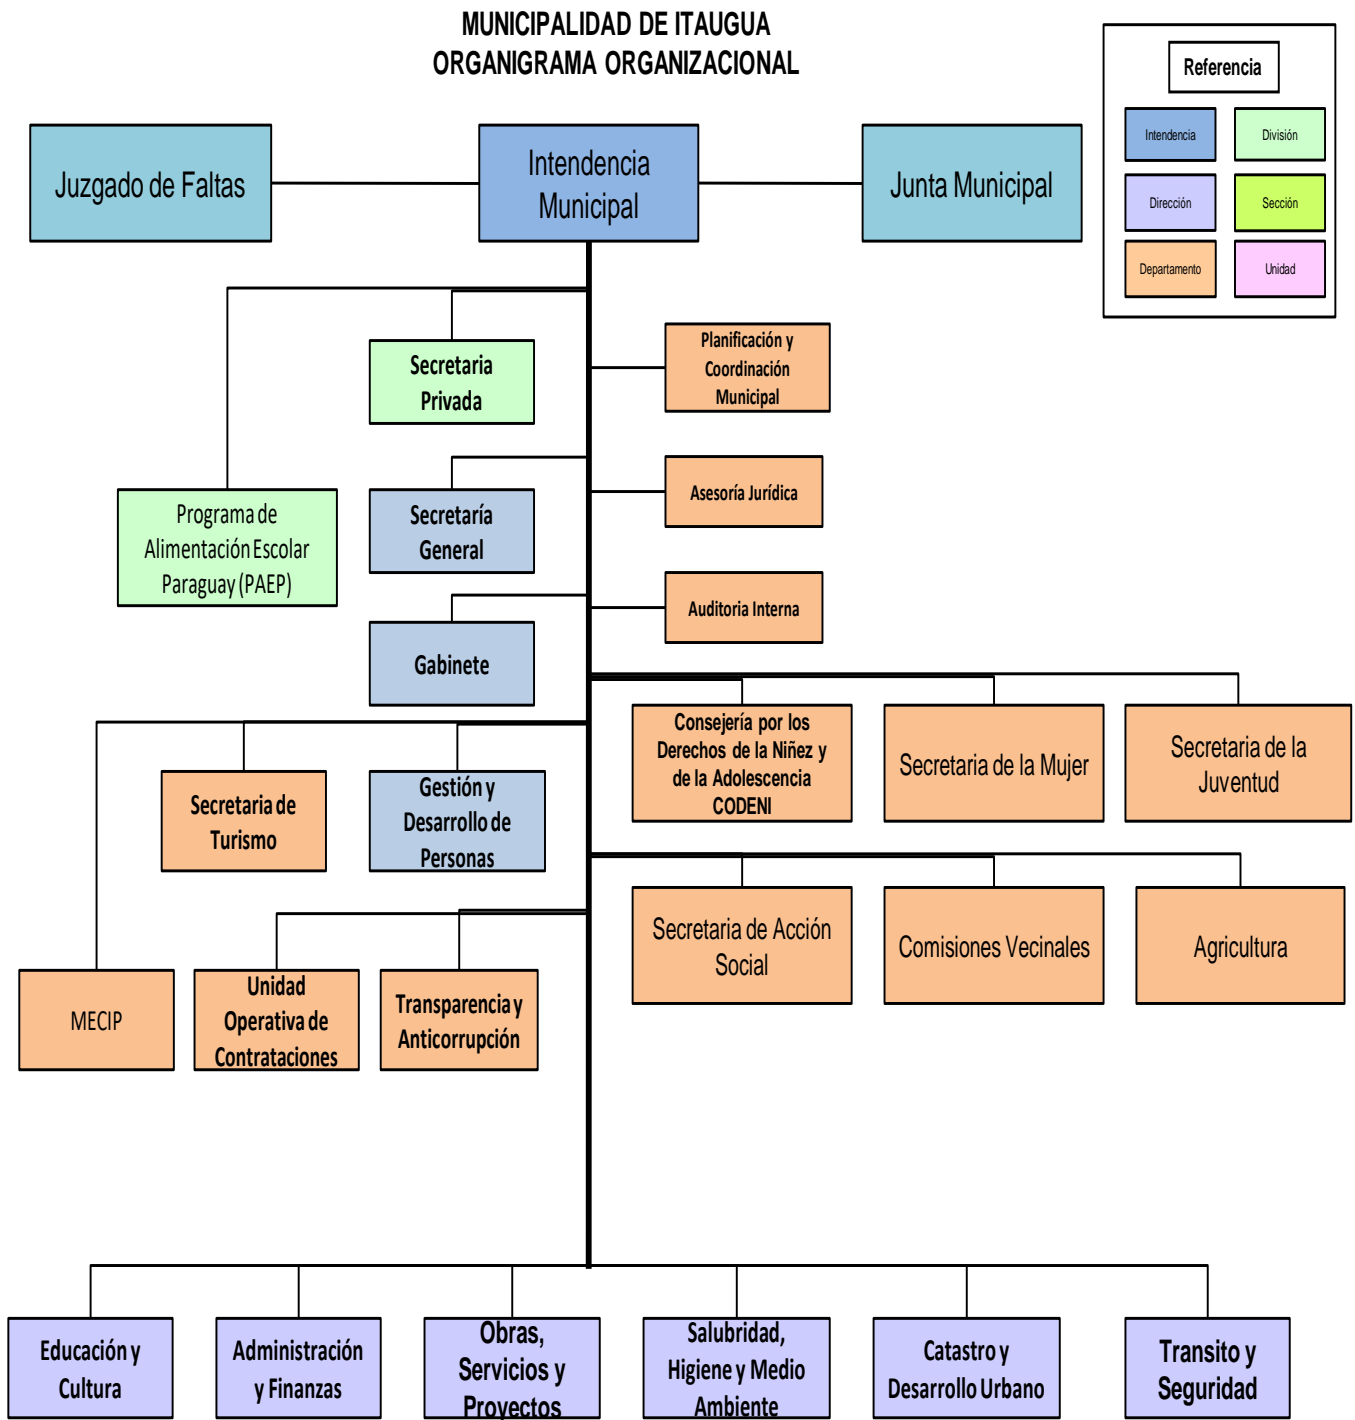 MUNICIPALIDAD DE ITAUGUA
ORGANIGRAMA ORGANIZACIONAL
Referencia
Intendencia
División
Dirección
Sección
Departamento
Unidad
Juzgado de Faltas
Intendencia
Municipal
Junta Municipal
Secretaria
Privada
Planificación y
Coordinación
Municipal
Programa de
Alimentación Escolar
Paraguay (PAEP)
Secretaría
General
Asesoría Jurídica
Auditoria Interna
Gabinete
Consejería por los
Derechos de la Niñez y
de la Adolescencia
CODENI
Secretaria de la Mujer
Secretaria de la
Juventud
Secretaria de
Turismo
Gestión y
Desarrollo de
Personas
Secretaria de Acción
Social
Comisiones Vecinales
Agricultura
MECIP
Unidad
Operativa de
Contrataciones
Transparencia y
Anticorrupción
Educación y
Cultura
Administración
y Finanzas
Obras,
Servicios y
Proyectos
Salubridad,
Higiene y Medio
Ambiente
Catastro y
Desarrollo Urbano
Transito y
Seguridad